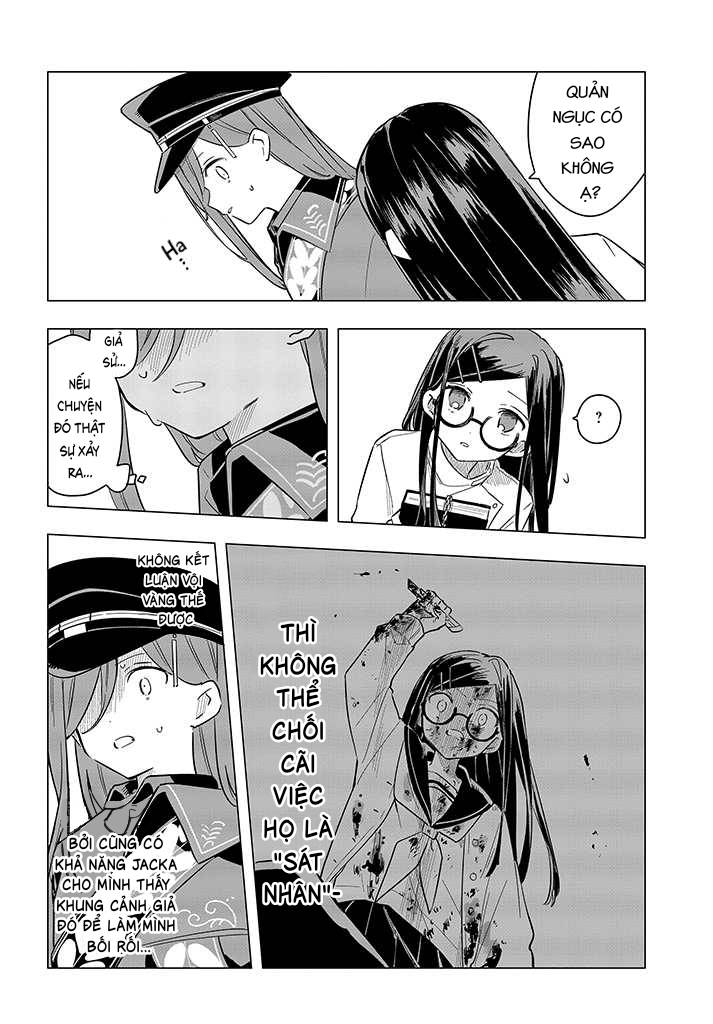 QUẢN
NGỤC CÓ
SAO
KHÔNG
Ạ?
Ha
...
?
GIẢ
SỬ...
NẾU
CHUYỆN
ĐÓ THẬT
SỰ XẢY
RA...
THÌ
KHÔNG
THỂ
CHỐI
CÃI
VIỆC
HỌ LÀ
"SÁT
NHÂN"-
KHÔNG KẾT
LUẬN VỘI
VÀNG THẾ
ĐƯỢC
BỞI CŨNG CÓ
KHẢ NĂNG JACKA
CHO MÌNH THẤY
KHUNG CẢNH GIẢ
ĐÓ ĐỂ LÀM MÌNH
BỐI RỐI...